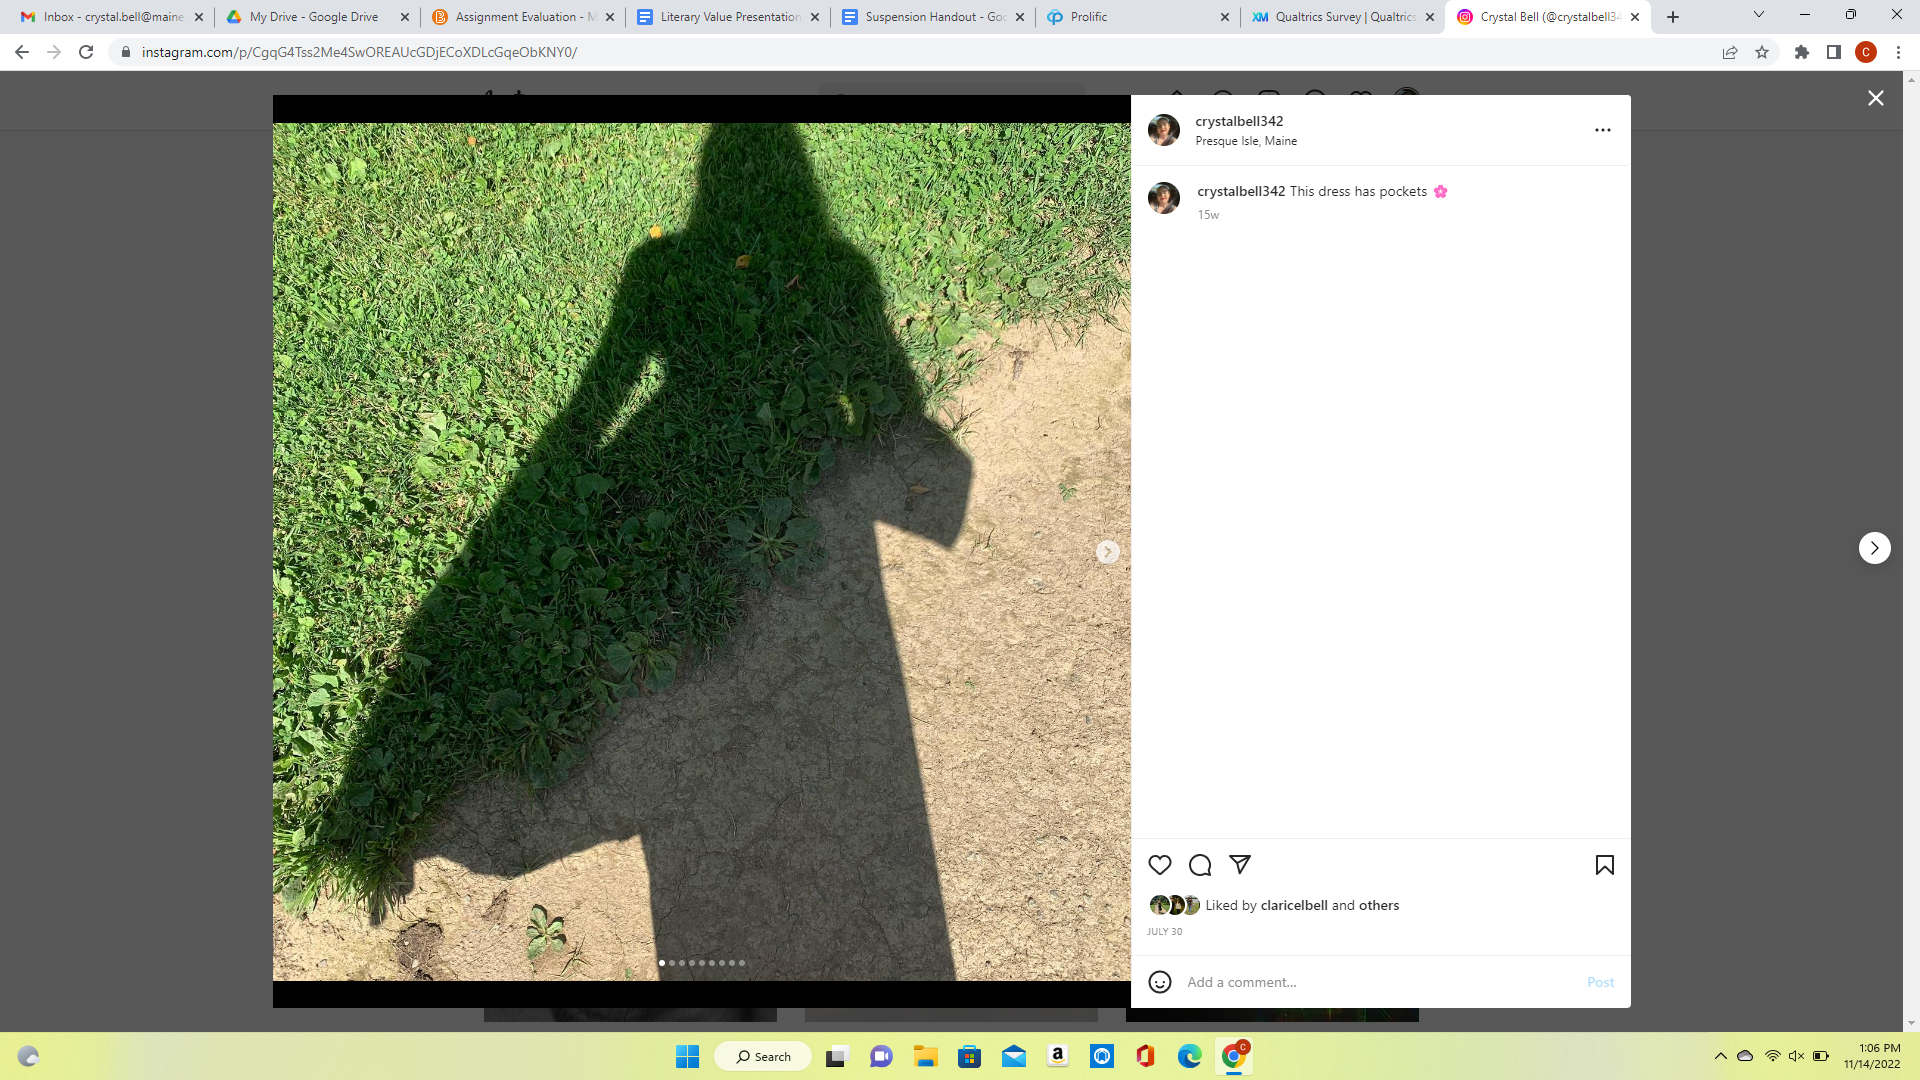 Inbox - crystal.bell@maine
My Drive - Google Drive
Assignment Evaluation - M
Literary Value Presentation
Suspension Handout - Goo
Prolific
Qualtrics Survey | Qualtrics
Crystal Bell (@crystalbell34
instagram.com/p/CgqG4Tss2Me4SwOREAUcGDjECoXDLcGqeObKNY0/
C
crystalbell342
Presque Isle, Maine
crystalbell342 This dress has pockets
15w
Liked by claricelbell and others
JULY 30
Add a comment...
Post
Search
C
1:06 PM
11/14/2022